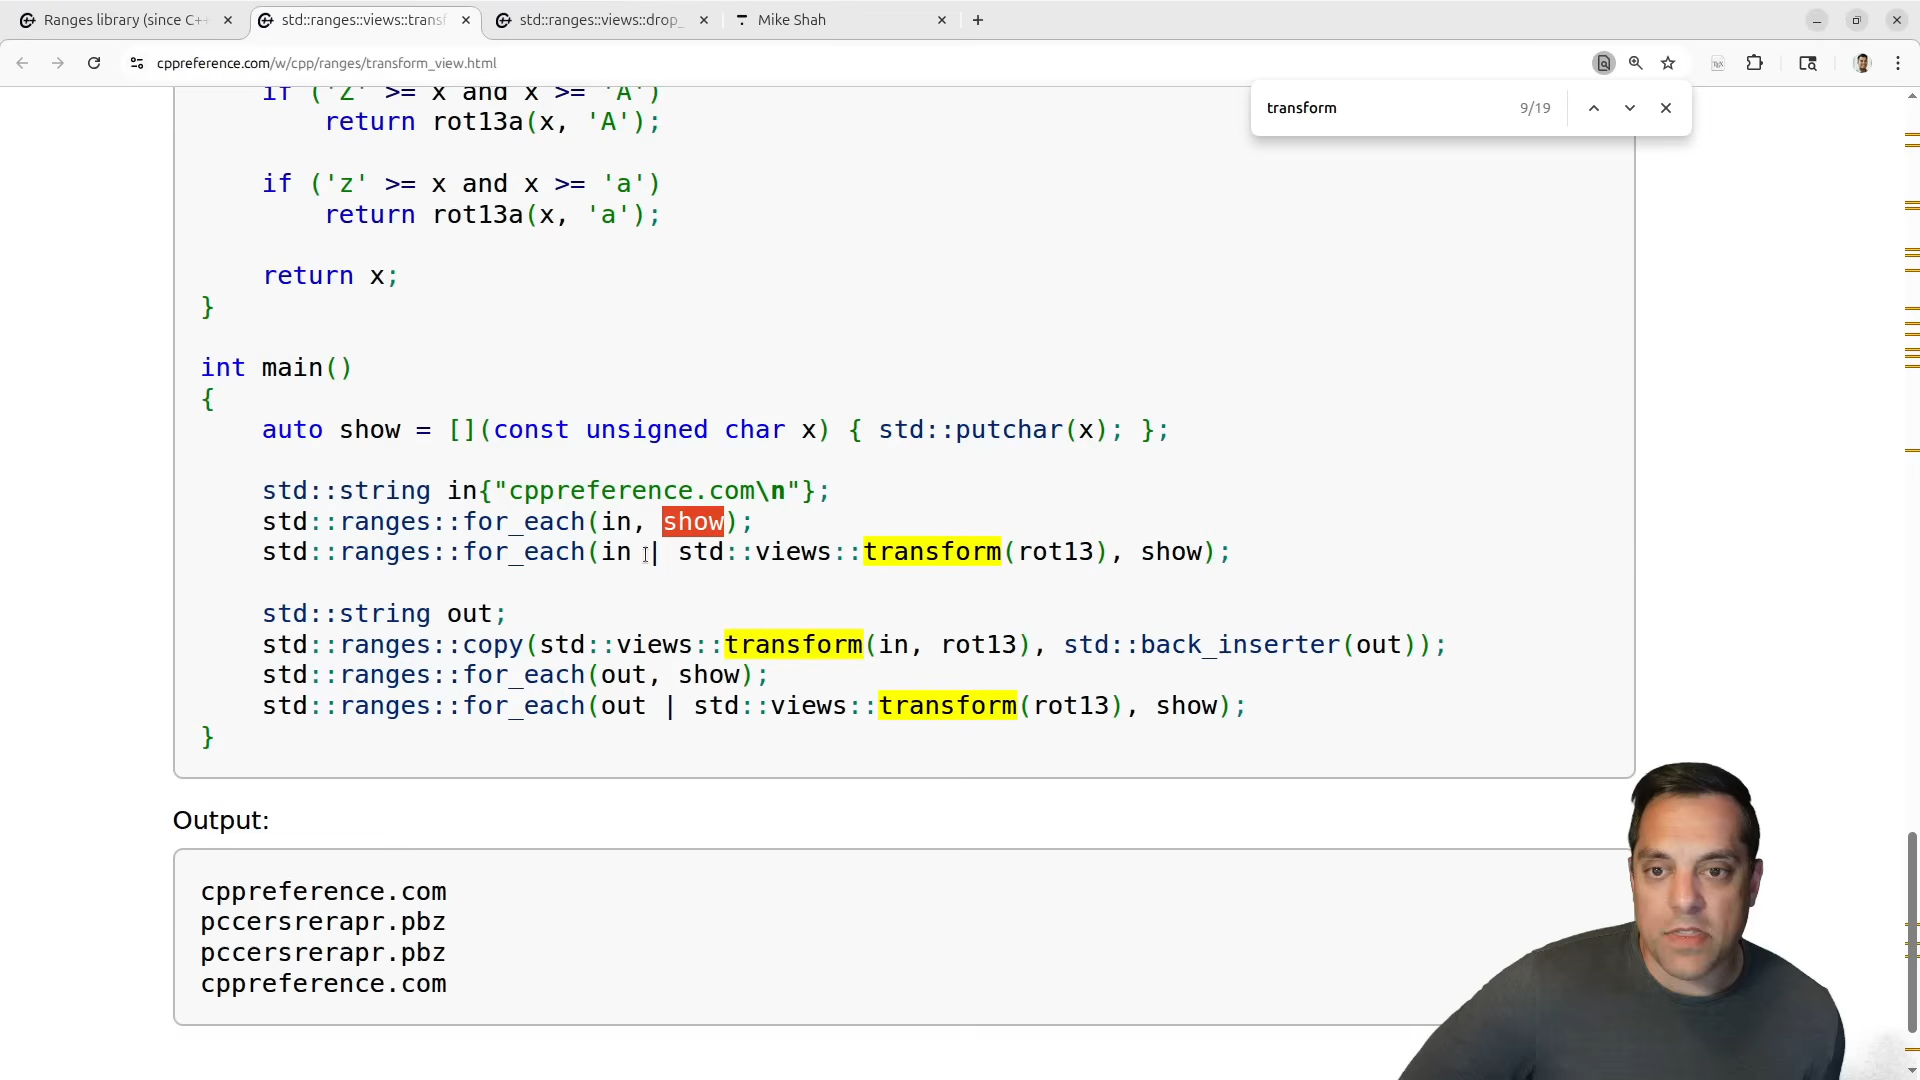 Ranges library (since C++
std::ranges::views::transf
std::ranges::views::drop_
Mike Shah
cppreference.com/w/cpp/ranges/transform_view.html
transform
9/19
if ('Z' >= x and x >= 'A')
return rot13a(x, 'A');
if ('z' >= x and x >= 'a')
return rot13a(x, 'a');
return x;
}
int main()
{
auto show = [](const unsigned char x) { std::putchar(x); };
std::string in{"cppreference.com\n"};
std::ranges::for_each(in, show);
std::ranges::for_each(in | std::views::transform(rot13), show);
std::string out;
std::ranges::copy(std::views::transform(in, rot13), std::back_inserter(out));
std::ranges::for_each(out, show);
std::ranges::for_each(out | std::views::transform(rot13), show);
}
Output:
cppreference.com
pccersrerapr.pbz
pccersrerapr.pbz
cppreference.com